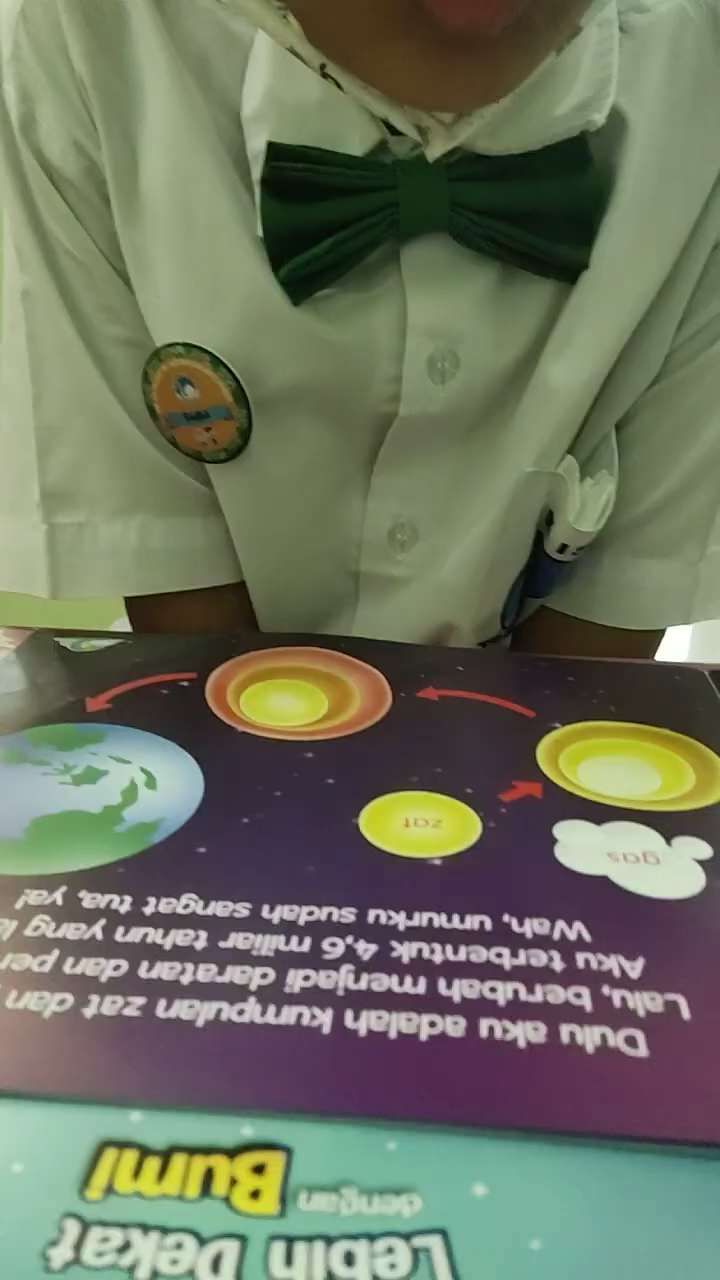 Lebih Dekat
dengan Bumi
Dulu aku adalah kumpulan zat dan
Lalu, berubah menjadi daratan dan per
Aku terbentuk 4,6 miliar tahun yang
Wah, umurku sudah sangat tua, ya!
gas
zat